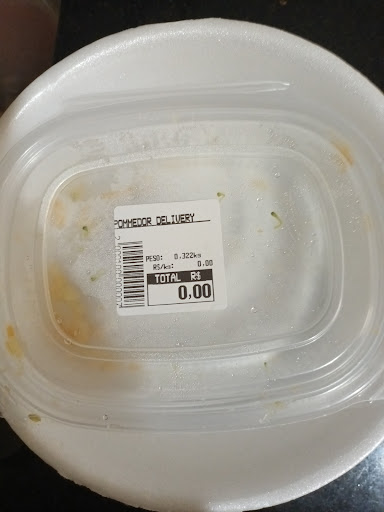 POMMEDOR DELIVERY
PESO: 0.322kg
R$/kg: 0.00
TOTAL R$
0,00